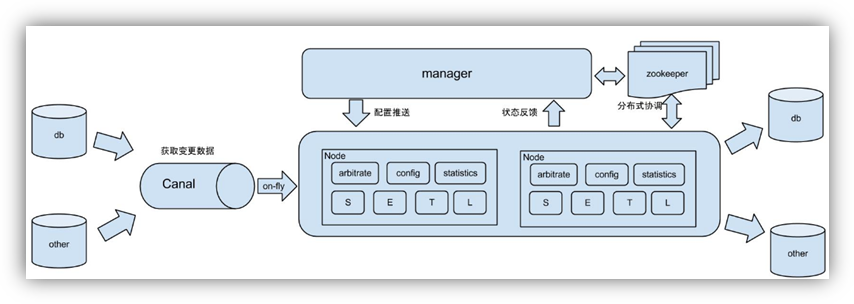 manager
zookeeper
配置推送
状态反馈
分布式协调
db
获取变更数据
Canal
on-fly
other
Node
arbitrate
config
statistics
S
E
T
L
Node
arbitrate
config
statistics
S
E
T
L
db
other